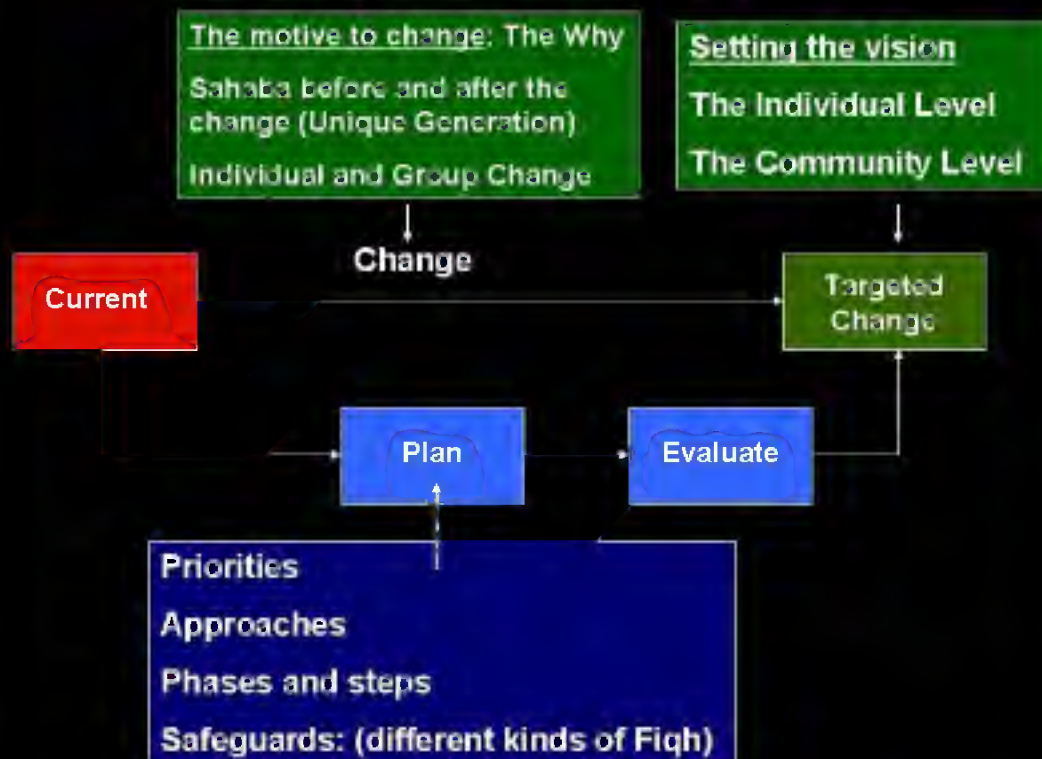 The motive to change: The Why
Sahaba before and after the
change (Unique Generation)
Individual and Group Change
Setting the vision
The Individual Level
The Community Level
Change
Current
Targeted
Change
Plan
Evaluate
Priorities
Approaches
Phases and steps
Safeguards: (different kinds of Fiqh)